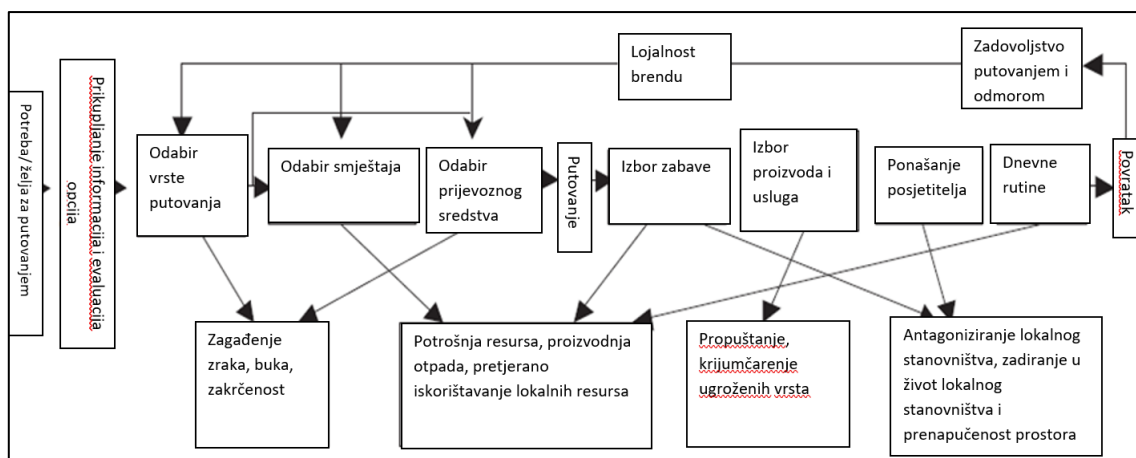 Potreba/ želja za putovanjem
Prikupljanje informacija i evaluacija
opcija
Odabir
vrste
putovanja
Odabir smještaja
Odabir
prijevoznog
sredstva
Putovanje
Izbor zabave
Izbor
proizvoda i
usluga
Ponašanje
posjetitelja
Dnevne
rutine
Povratak
Zadovoljstvo
putovanjem i
odmorom
Lojalnost
brendu
Zagađenje
zraka, buka,
zakrčenost
Potrošnja resursa, proizvodnja
otpada, pretjerano
iskorištavanje lokalnih resursa
Propuštanje,
krijumčarenje
ugroženih vrsta
Antagoniziranje lokalnog
stanovništva, zadiranje u
život lokalnog
stanovništva i
prenapučenost prostora